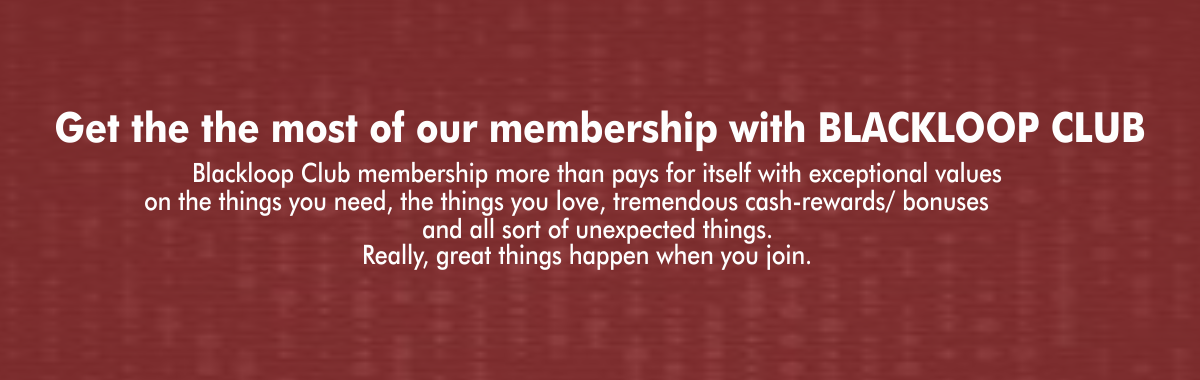 Get the the most of our membership with BLACKLOOP CLUB
Blackloop Club membership more than pays for itself with exceptional values
on the things you need, the things you love, tremendous cash-rewards/ bonuses
and all sort of unexpected things.
Really, great things happen when you join.